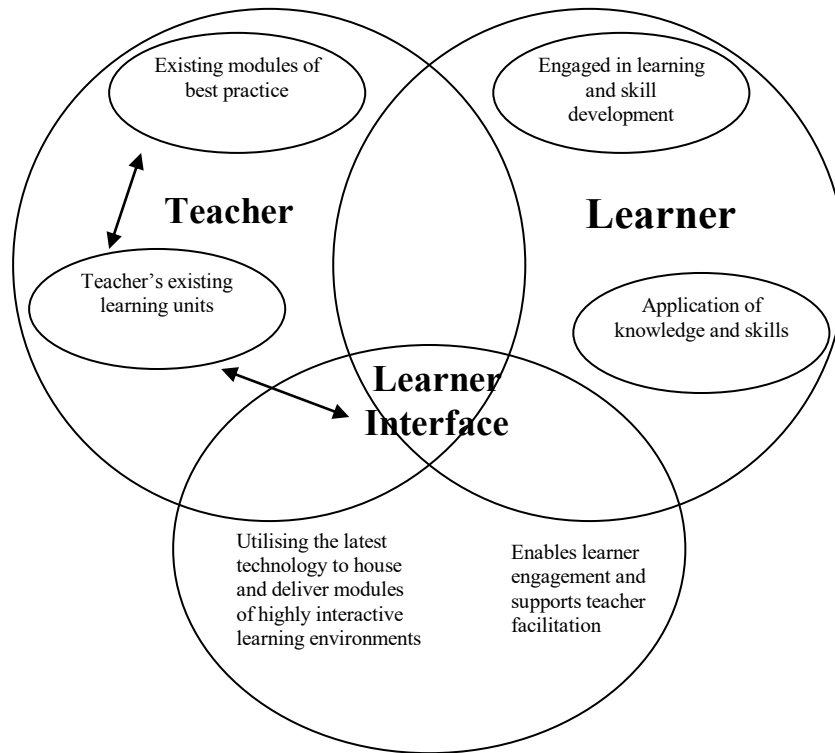 Existing modules of
best practice
Engaged in learning
and skill
development
Teacher
Learner
Teacher’s existing
learning units
Application of
knowledge and skills
Learner
Interface
Utilising the latest
technology to house
and deliver modules
of highly interactive
learning environments
Enables learner
engagement and
supports teacher
facilitation